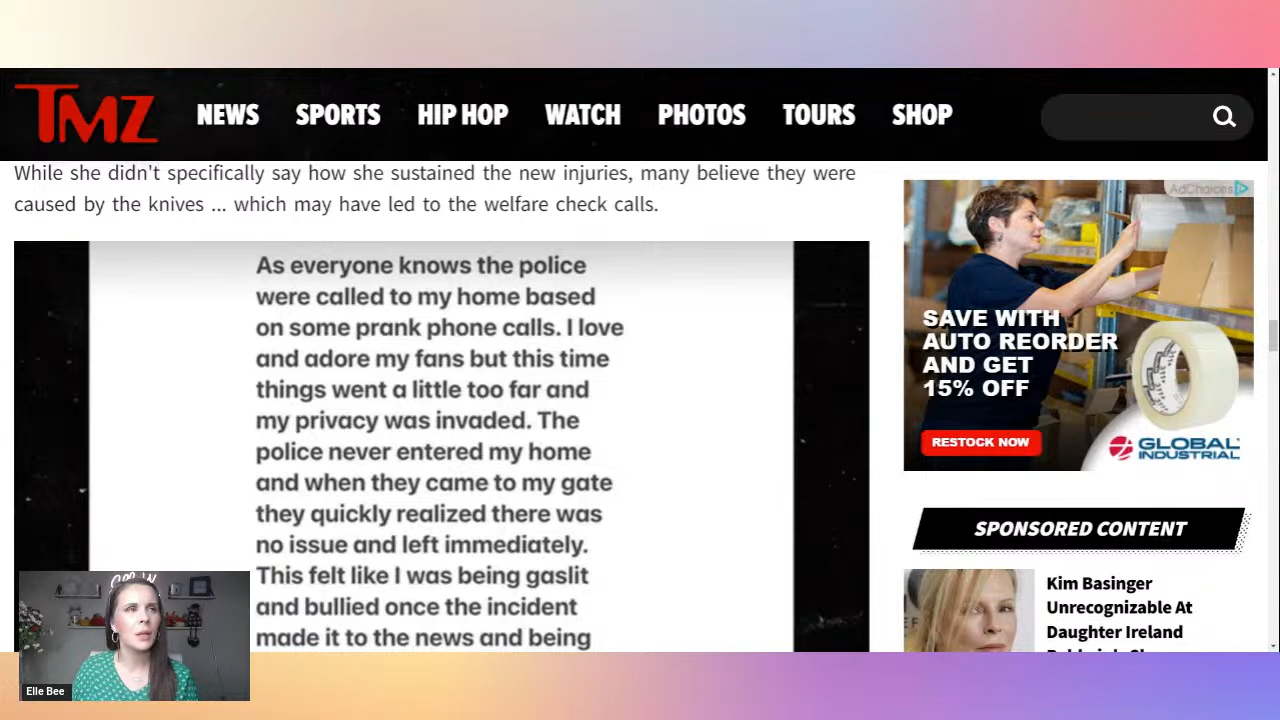 TMZ
NEWS SPORTS HIP HOP WATCH PHOTOS TOURS SHOP
While she didn't specifically say how she sustained the new injuries, many believe they were
caused by the knives ... which may have led to the welfare check calls.
As everyone knows the police
were called to my home based
on some prank phone calls. I love
and adore my fans but this time
things went a little too far and
my privacy was invaded. The
police never entered my home
and when they came to my gate
they quickly realized there was
no issue and left immediately.
This felt like I was being gaslit
and bullied once the incident
made it to the news and being
AdChoices
SAVE WITH
AUTO REORDER
AND GET
15% OFF
RESTOCK NOW
GLOBAL
INDUSTRIAL
SPONSORED CONTENT
Kim Basinger
Unrecognizable At
Daughter Ireland
Elle Bee